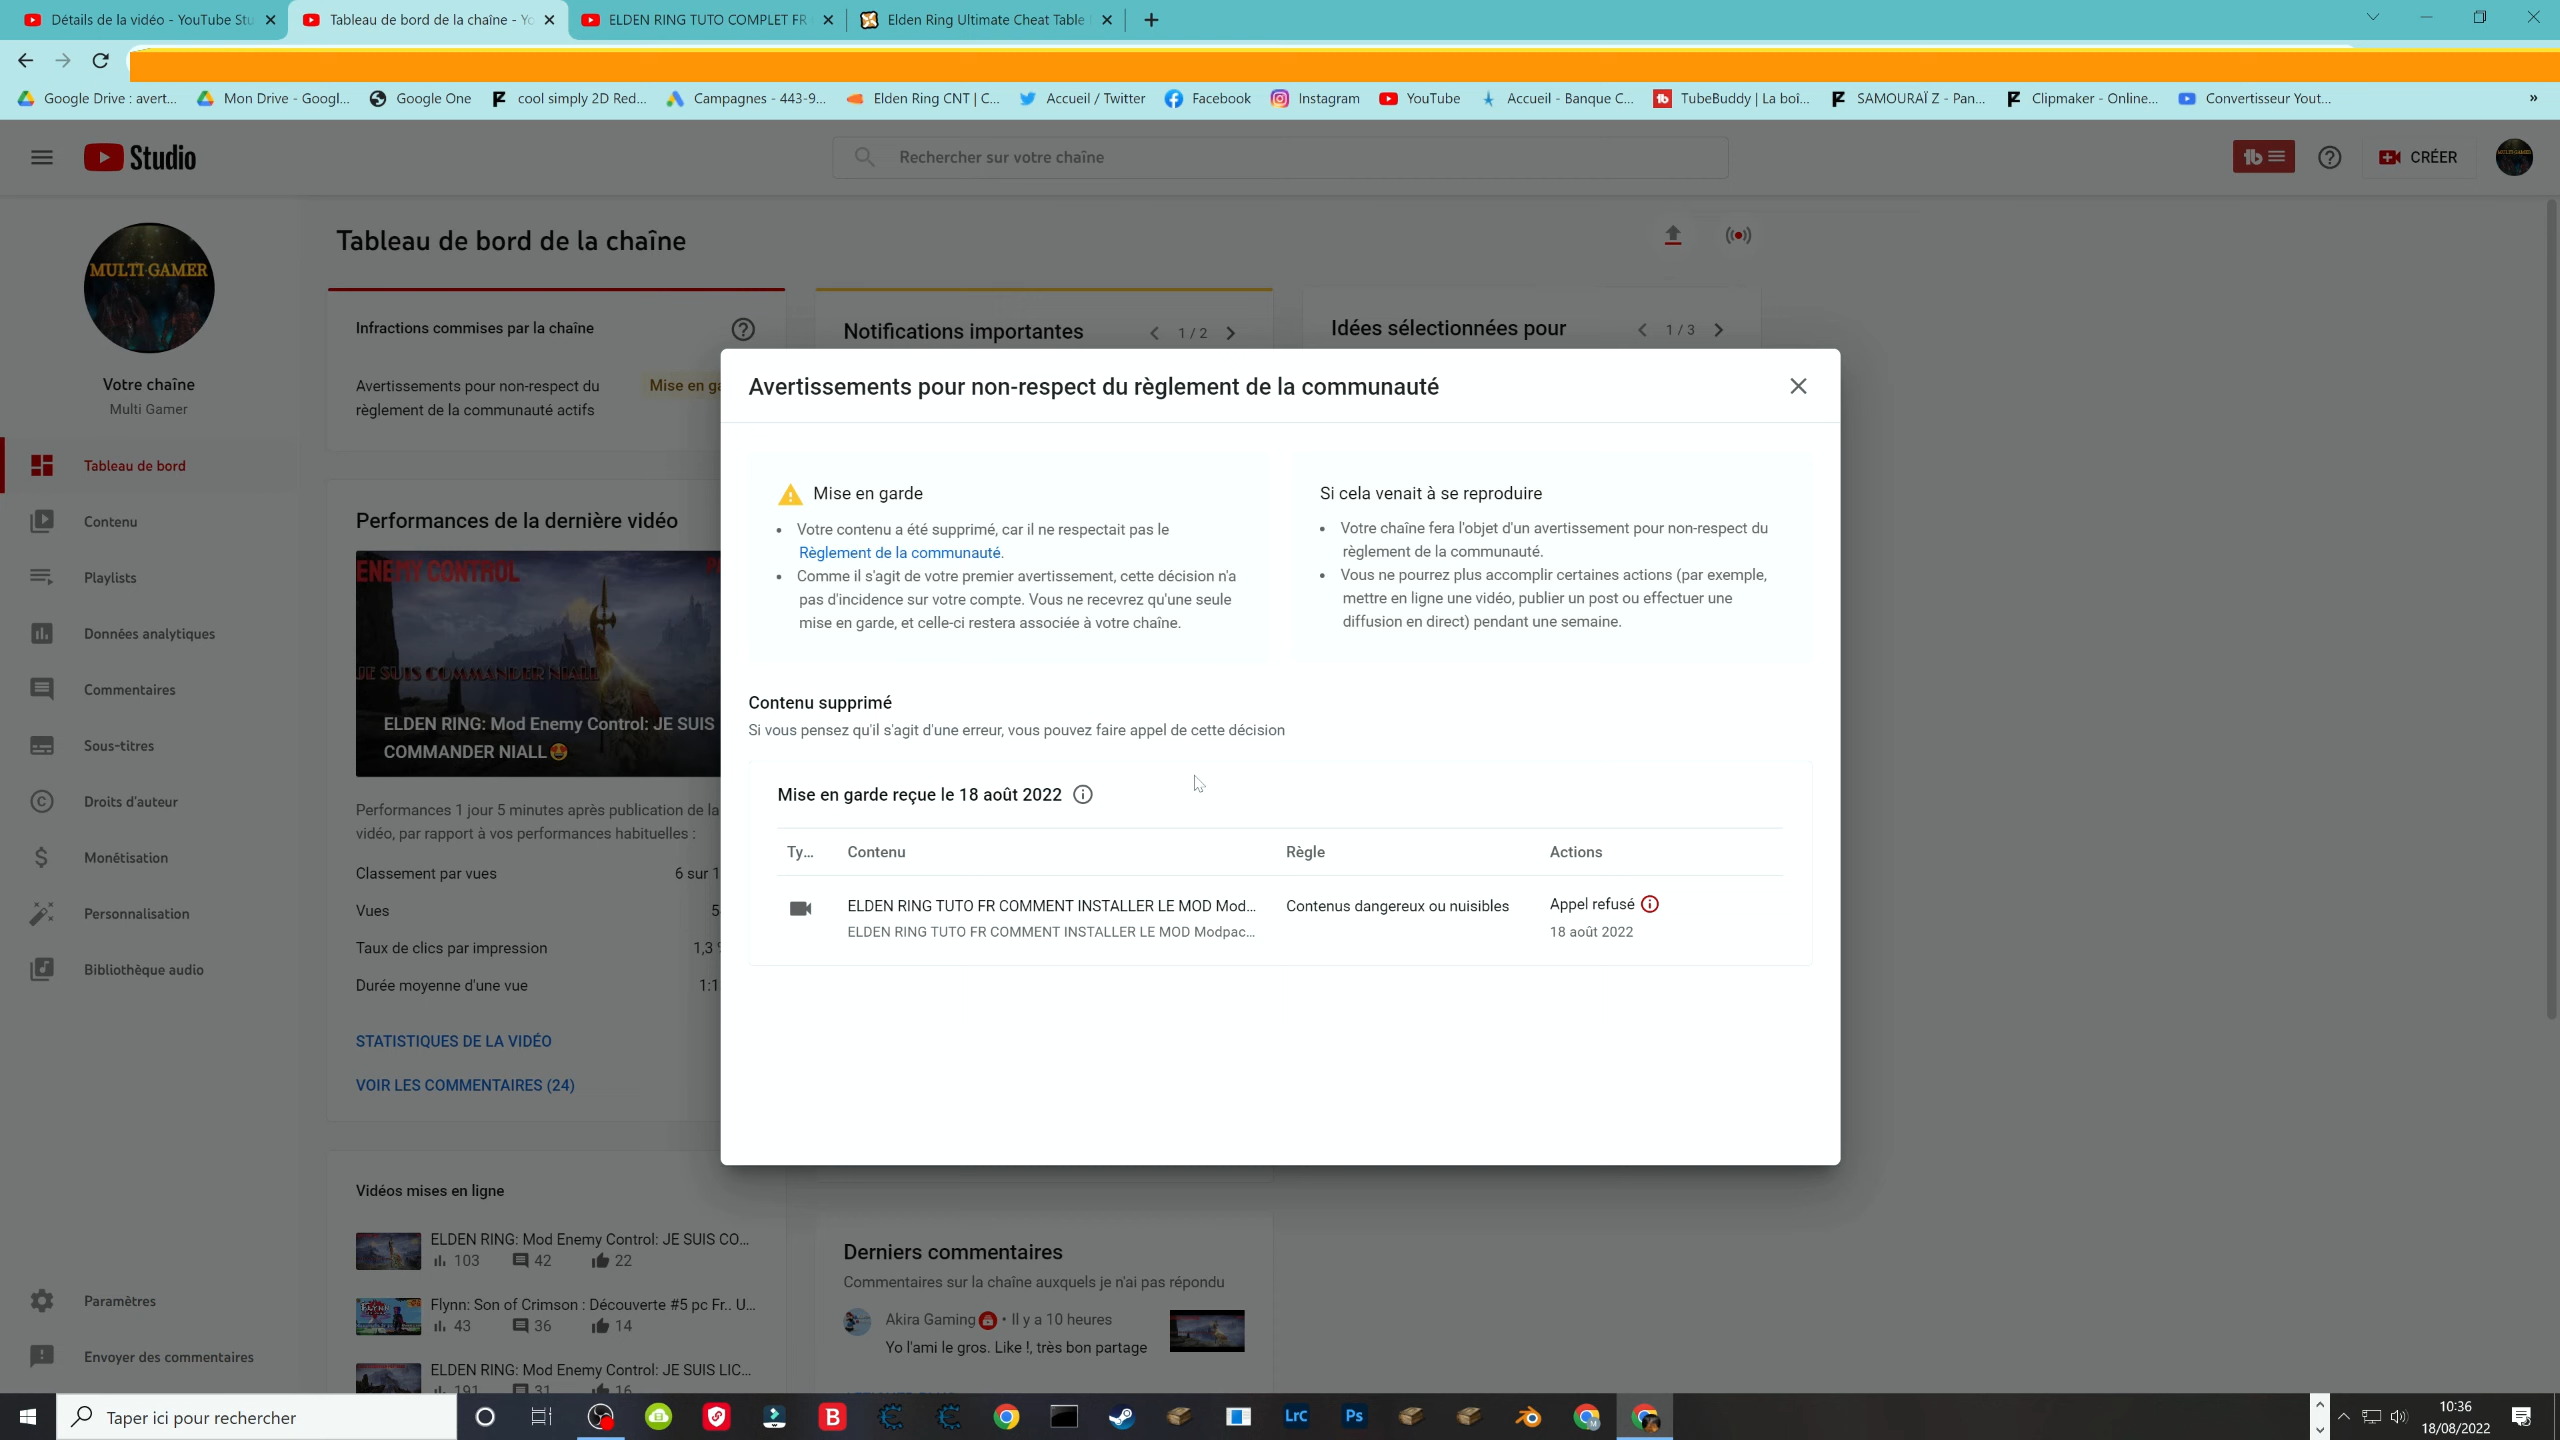 Détails de la vidéo - YouTube Stu
Tableau de bord de la chaîne - Yo
ELDEN RING TUTO COMPLET FR
Elden Ring Ultimate Cheat Table
Google Drive : avert...
Mon Drive - Googl...
Google One
cool simply 2D Red...
Campagnes - 443-9...
Elden Ring CNT | C...
Accueil / Twitter
Facebook
Instagram
YouTube
Accueil - Banque C...
TubeBuddy | La boî...
SAMOURAÏ Z - Pan...
Clipmaker - Online...
Convertisseur Yout...
»
Studio
Rechercher sur votre chaîne
CRÉER
MULTI GAMER
Votre chaîne
Multi Gamer
Tableau de bord
Contenu
Playlists
Données analytiques
Commentaires
Sous-titres
Droits d'auteur
Monétisation
Personnalisation
Bibliothèque audio
Paramètres
Envoyer des commentaires
Tableau de bord de la chaîne
Infractions commises par la chaîne
Avertissements pour non-respect du
règlement de la communauté actifs
Mise en ga
Notifications importantes
1 / 2
Idées sélectionnées pour
1 / 3
Performances de la dernière vidéo
ENEMY CONTROL
JE SUIS COMMANDER NIALL
ELDEN RING: Mod Enemy Control: JE SUIS
COMMANDER NIALL
Performances 1 jour 5 minutes après publication de la
vidéo, par rapport à vos performances habituelles :
Classement par vues
6 sur 1
Vues
5
Taux de clics par impression
1,3
Durée moyenne d'une vue
1:1
STATISTIQUES DE LA VIDÉO
VOIR LES COMMENTAIRES (24)
Avertissements pour non-respect du règlement de la communauté
Mise en garde
• Votre contenu a été supprimé, car il ne respectait pas le
Règlement de la communauté.
• Comme il s'agit de votre premier avertissement, cette décision n'a
pas d'incidence sur votre compte. Vous ne recevrez qu'une seule
mise en garde, et celle-ci restera associée à votre chaîne.
Si cela venait à se reproduire
• Votre chaîne fera l'objet d'un avertissement pour non-respect du
règlement de la communauté.
• Vous ne pourrez plus accomplir certaines actions (par exemple,
mettre en ligne une vidéo, publier un post ou effectuer une
diffusion en direct) pendant une semaine.
Contenu supprimé
Si vous pensez qu'il s'agit d'une erreur, vous pouvez faire appel de cette décision
Mise en garde reçue le 18 août 2022
Ty...
Contenu
Règle
Actions
ELDEN RING TUTO FR COMMENT INSTALLER LE MOD Mod...
ELDEN RING TUTO FR COMMENT INSTALLER LE MOD Modpac...
Contenus dangereux ou nuisibles
Appel refusé
18 août 2022
Vidéos mises en ligne
ELDEN RING: Mod Enemy Control: JE SUIS CO...
103 42 22
Flynn: Son of Crimson : Découverte #5 pc Fr.. U...
43 36 14
ELDEN RING: Mod Enemy Control: JE SUIS LIC...
191 31 16
Derniers commentaires
Commentaires sur la chaîne auxquels je n'ai pas répondu
Akira Gaming • Il y a 10 heures
Yo l'ami le gros. Like !, très bon partage
Taper ici pour rechercher
LrC
Ps
10:36
18/08/2022